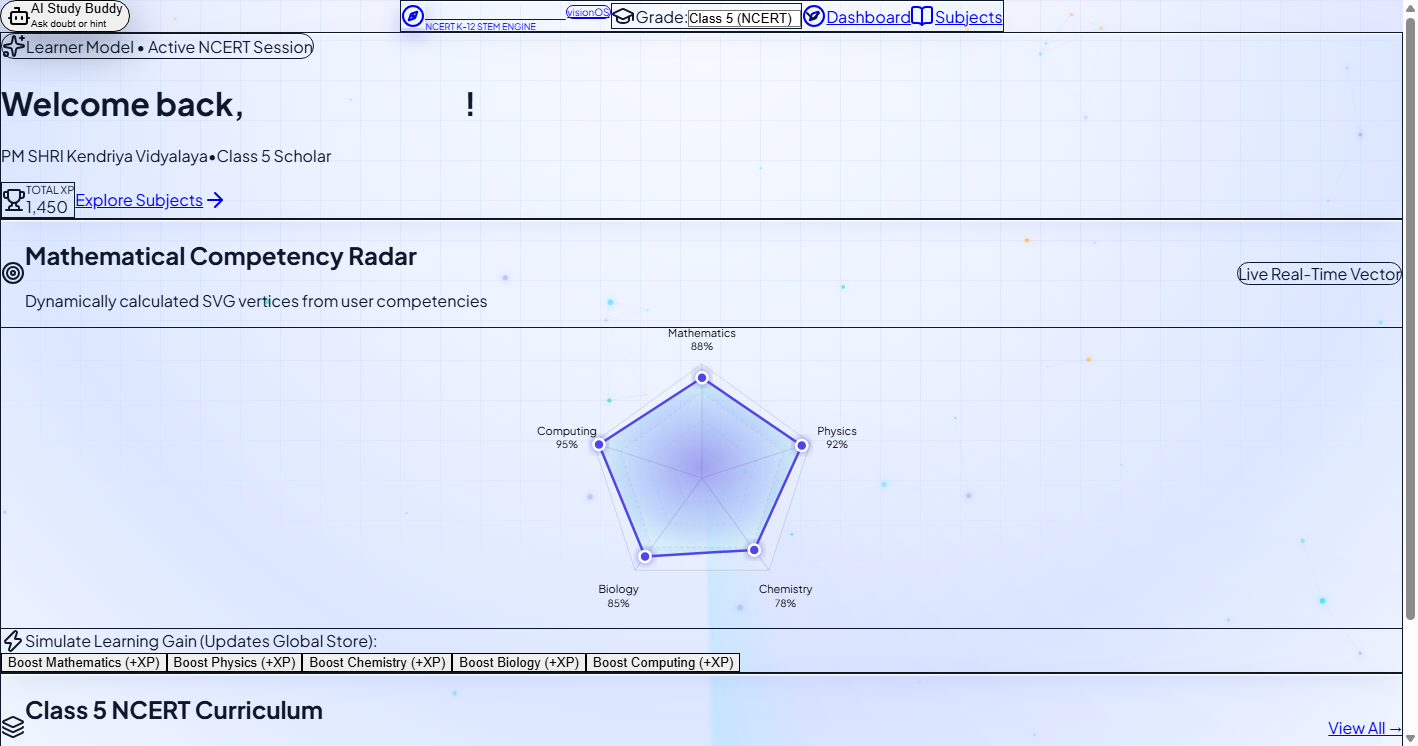 AI Study Buddy
Ask doubt or hint
visionOS
NCERT K-12 STEM ENGINE
Grade: Class 5 (NCERT)
Dashboard
Subjects
Learner Model • Active NCERT Session
Welcome back, !
PM SHRI Kendriya Vidyalaya•Class 5 Scholar
TOTAL XP
1,450
Explore Subjects
Mathematical Competency Radar
Dynamically calculated SVG vertices from user competencies
Live Real-Time Vector
Mathematics
88%
Computing
95%
Physics
92%
Biology
85%
Chemistry
78%
Simulate Learning Gain (Updates Global Store):
Boost Mathematics (+XP) Boost Physics (+XP) Boost Chemistry (+XP) Boost Biology (+XP) Boost Computing (+XP)
Class 5 NCERT Curriculum
View All →